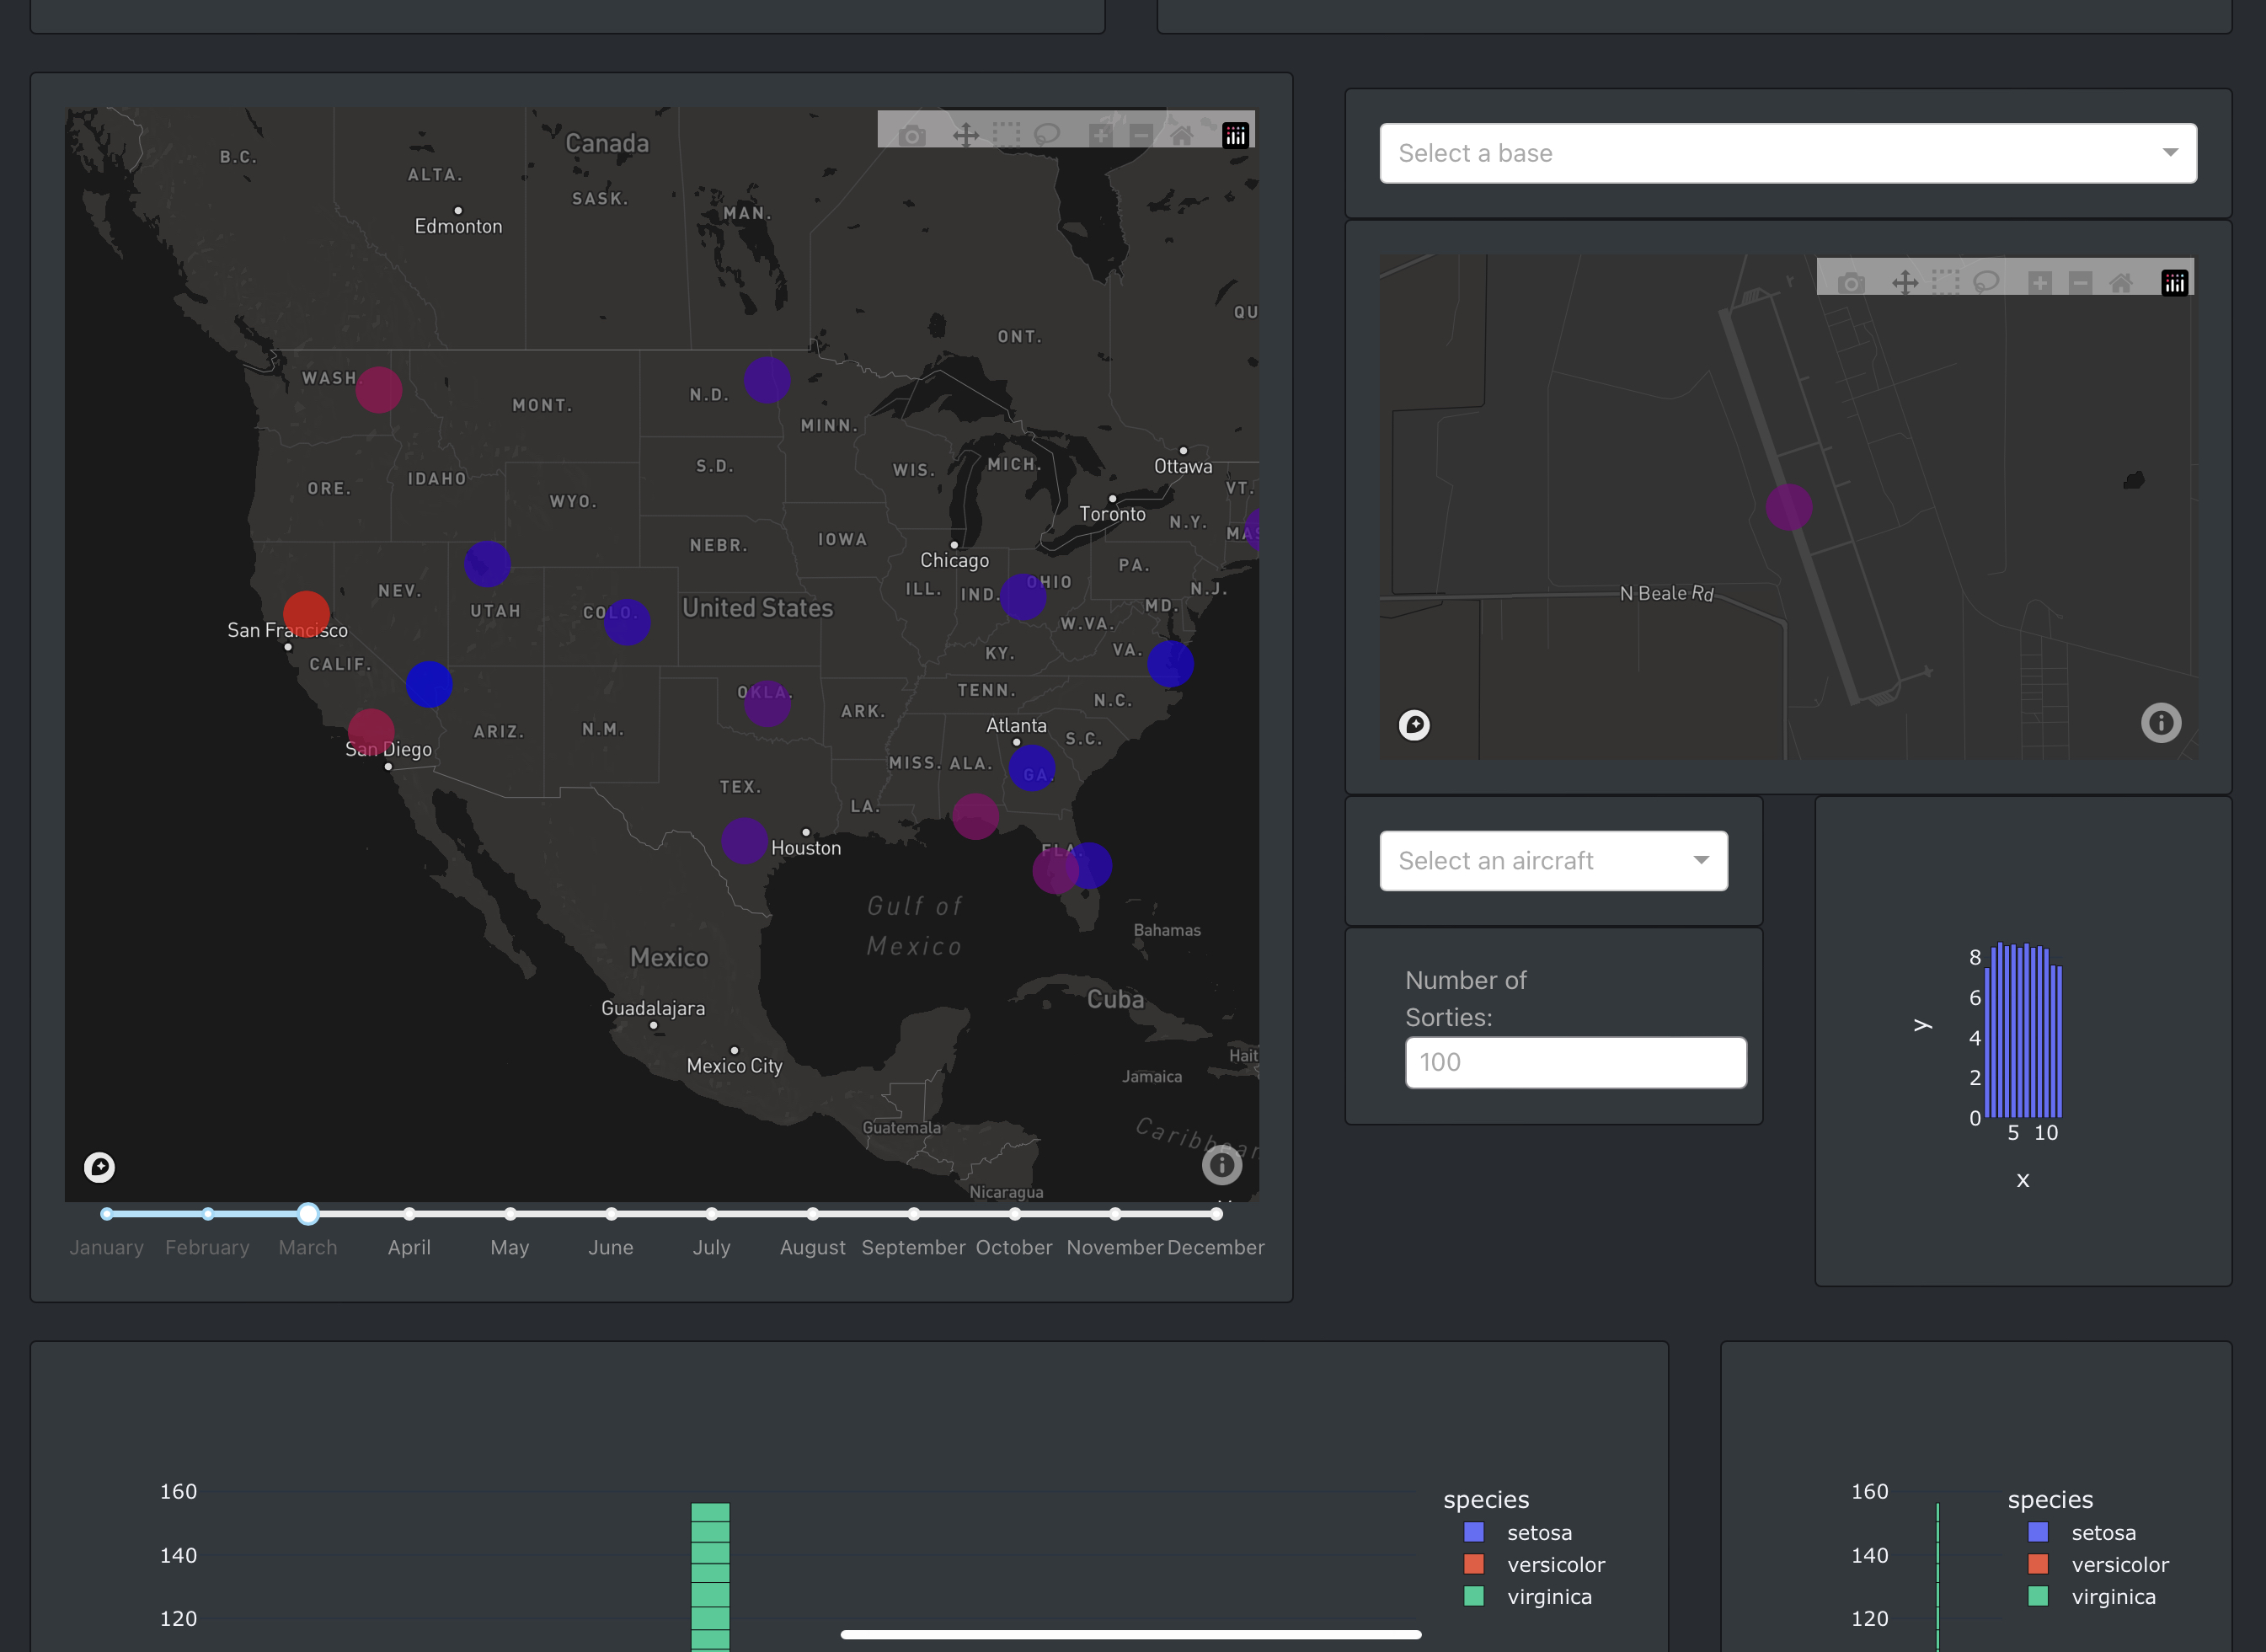 Canada
B.C.
ALTA.
SASK.
MAN.
Edmonton
ONT.
QU
WASH.
N.D.
MONT.
MINN.
ORE.
IDAHO
S.D.
WIS.
MICH.
Ottawa
VT.
WYO.
Toronto
N.Y.
MAS
NEBR.
IOWA
Chicago
PA.
NEV.
UTAH
COLO.
United States
ILL.
IND.
OHIO
N.J.
MD.
San Francisco
W.VA.
CALIF.
KY.
VA.
OKLA.
TENN.
N.C.
ARIZ.
N.M.
ARK.
Atlanta
S.C.
San Diego
MISS.
ALA.
GA.
TEX.
LA.
Houston
FLA.
Gulf of
Mexico
Bahamas
Mexico
Cuba
Guadalajara
Mexico City
Hait
Jamaica
Guatemala
Caribbean
Nicaragua
January February March April May June July August September October November December
Select a base
N Beale Rd
Select an aircraft
Number of
Sorties:
100
8
6
4
2
0
5 10
y
x
160
140
120
species
setosa
versicolor
virginica
160
140
120
species
setosa
versicolor
virginica